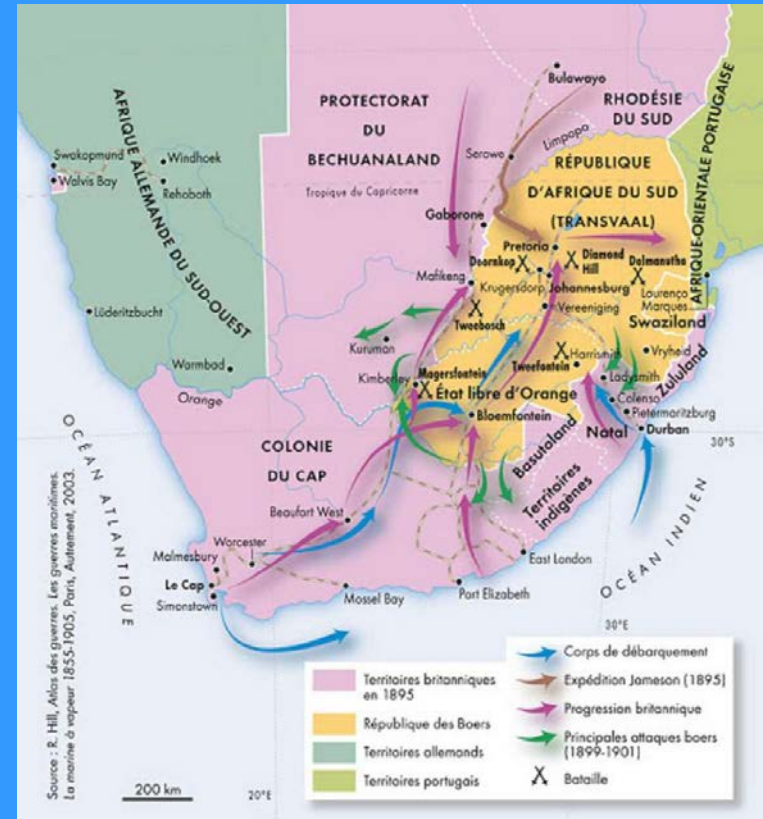 Bulawayo
RHODÉSIE
DU SUD
PROTECTORAT
DU
BECHUANALAND
Tropique du Capricorne
Limpopo
Serowe
AFRIQUE ALLEMANDE DU SUD-OUEST
Swakopmund
Windhoek
Walvis Bay
Rehoboth
RÉPUBLIQUE
D'AFRIQUE DU SUD
(TRANSVAAL)
AFRIQUE-ORIENTALE PORTUGAISE
Gaborone
Pretoria
Doornkop
Diamond
Hill
Dalmanutha
Mafikeng
Krugersdorp
Johannesburg
Lourenço
Marques
Vereeniging
Lüderitzbucht
Tweebosch
Swaziland
Kuruman
Tweefontein
Harrismith
Vryheid
Warmbad
Magersfontein
Kimberley
Ladysmith
Zululand
Orange
État libre d'Orange
Colenso
Bloemfontein
Pietermaritzburg
Natal
Durban
30°S
COLONIE
DU CAP
Basutoland
Territoires
indigènes
OCÉAN ATLANTIQUE
OCÉAN INDIEN
Beaufort West
Worcester
Malmesbury
East London
Le Cap
Simonstown
Mossel Bay
Port Elizabeth
30°E
Territoires britanniques
en 1895
République des Boers
Territoires allemands
Territoires portugais
Corps de débarquement
Expédition Jameson (1895)
Progression britannique
Principales attaques boers
(1899-1901)
Bataille
200 km
20°E
Source : R. Hill, Atlas des guerres. Les guerres maritimes.
La marine à vapeur 1855-1905, Paris, Autrement, 2003.